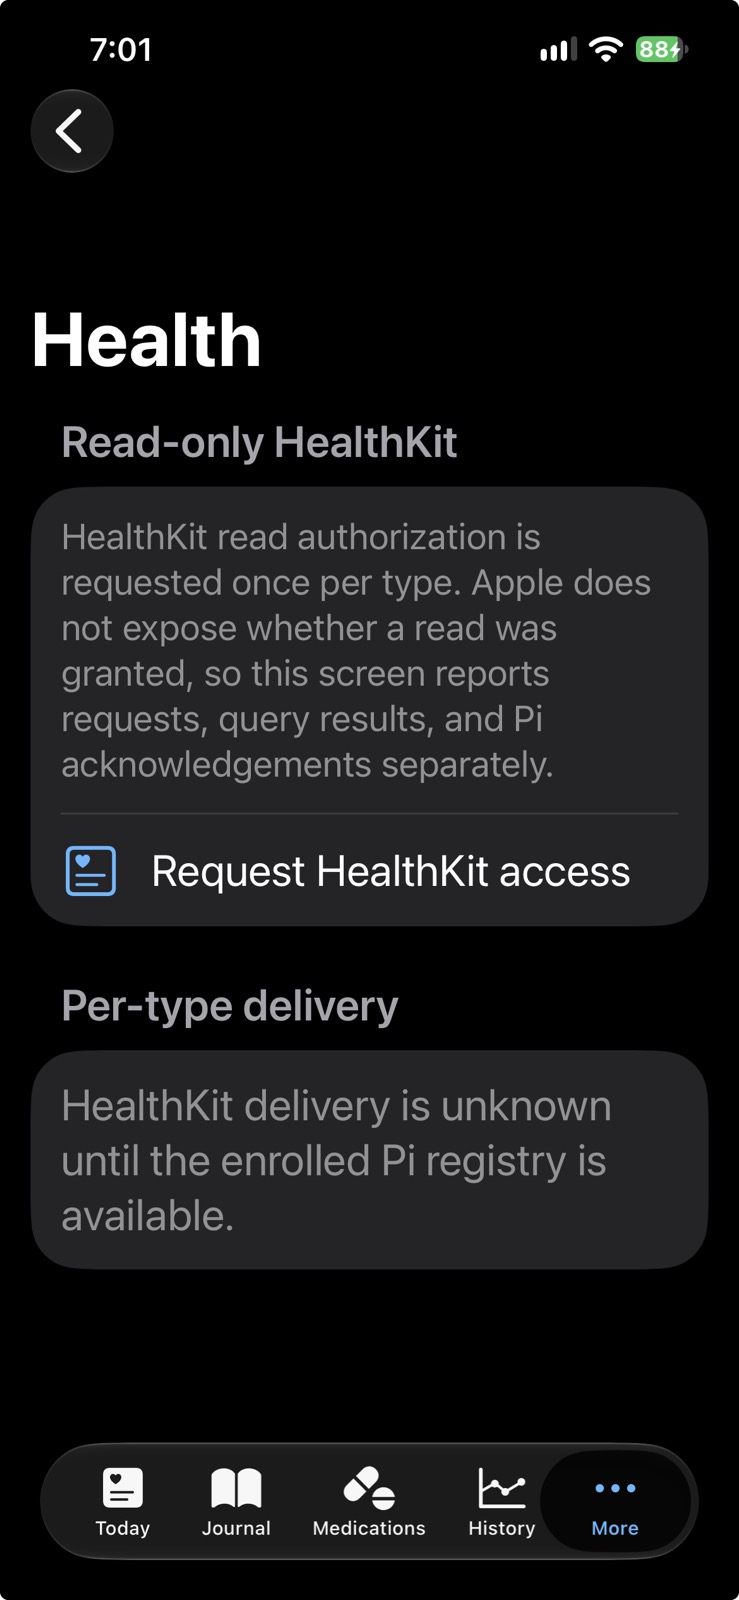 7:01
88
Health
Read-only HealthKit
HealthKit read authorization is
requested once per type. Apple does
not expose whether a read was
granted, so this screen reports
requests, query results, and Pi
acknowledgements separately.
Request HealthKit access
Per-type delivery
HealthKit delivery is unknown
until the enrolled Pi registry is
available.
Today
Journal
Medications
History
More